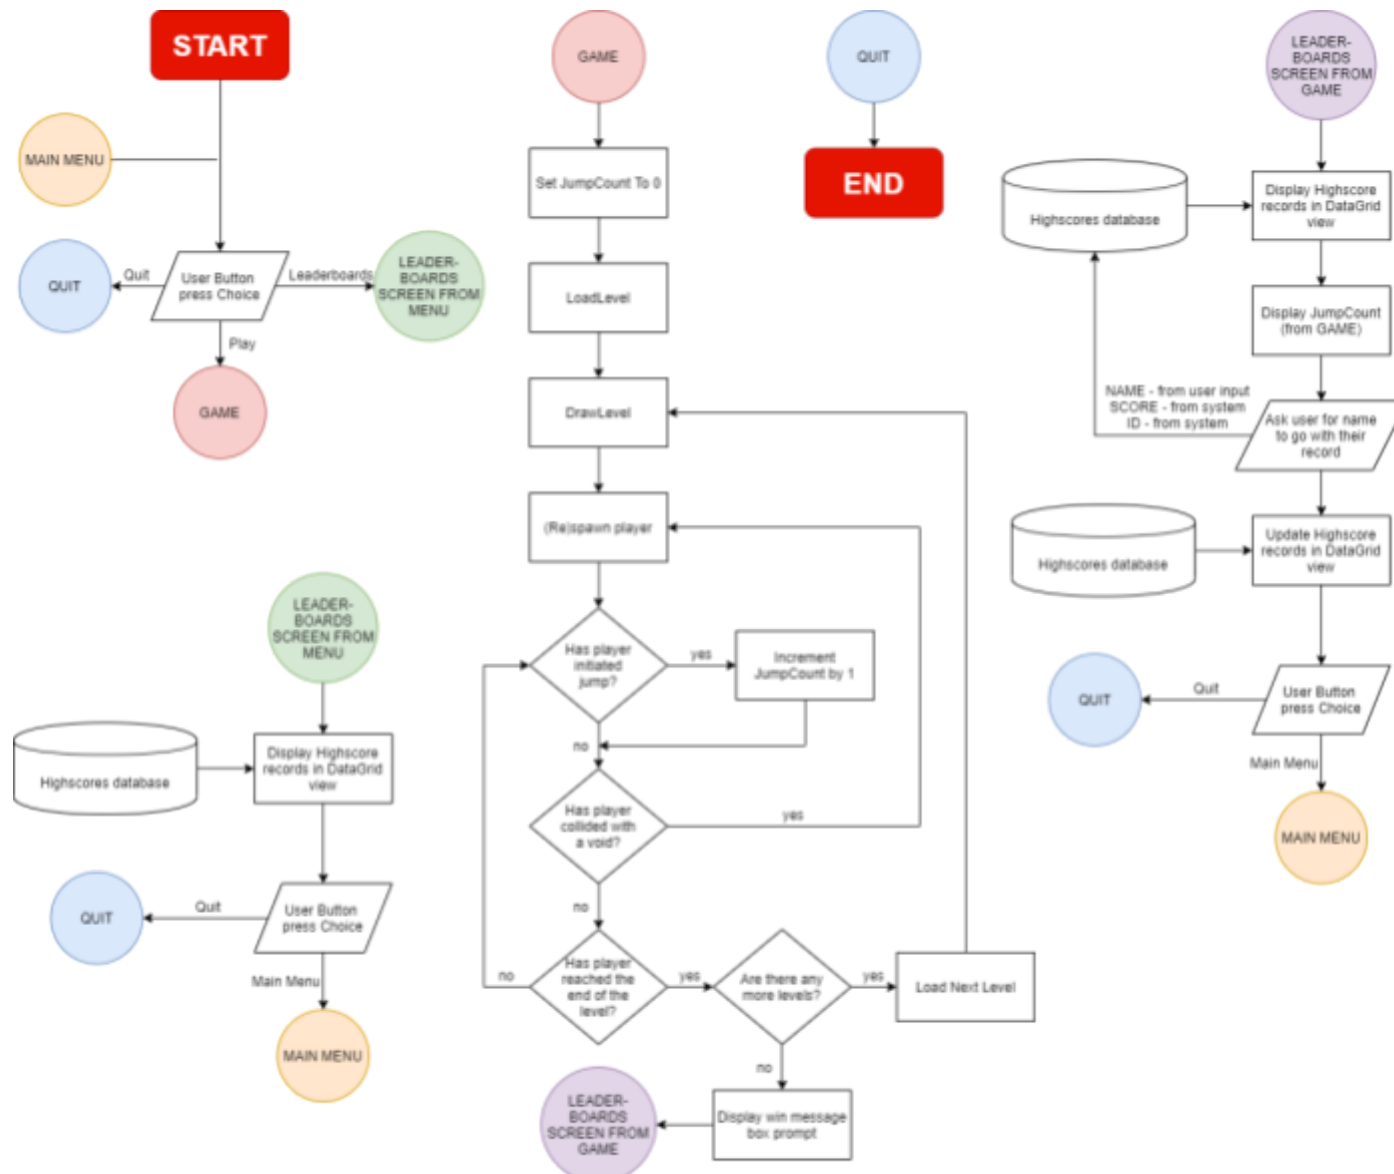 START
MAIN MENU
QUIT
Quit
User Button
press Choice
Leaderboards
LEADER-
BOARDS
SCREEN FROM
MENU
Play
GAME
LEADER-
BOARDS
SCREEN FROM
MENU
Highscores database
Display Highscore
records in DataGrid
view
QUIT
Quit
User Button
press Choice
Main Menu
MAIN MENU
GAME
Set JumpCount To 0
LoadLevel
DrawLevel
(Re)spawn player
Has player
initiated
jump?
yes
Increment
JumpCount by 1
no
Has player
collided with
a void?
yes
no
Has player
reached the
end of the
level?
no
yes
Are there any
more levels?
yes
Load Next Level
no
Display win message
box prompt
LEADER-
BOARDS
SCREEN FROM
GAME
QUIT
END
LEADER-
BOARDS
SCREEN FROM
GAME
Highscores database
Display Highscore
records in DataGrid
view
Display JumpCount
(from GAME)
NAME - from user input
SCORE - from system
ID - from system
Ask user for name
to go with their
record
Highscores database
Update Highscore
records in DataGrid
view
QUIT
Quit
User Button
press Choice
Main Menu
MAIN MENU